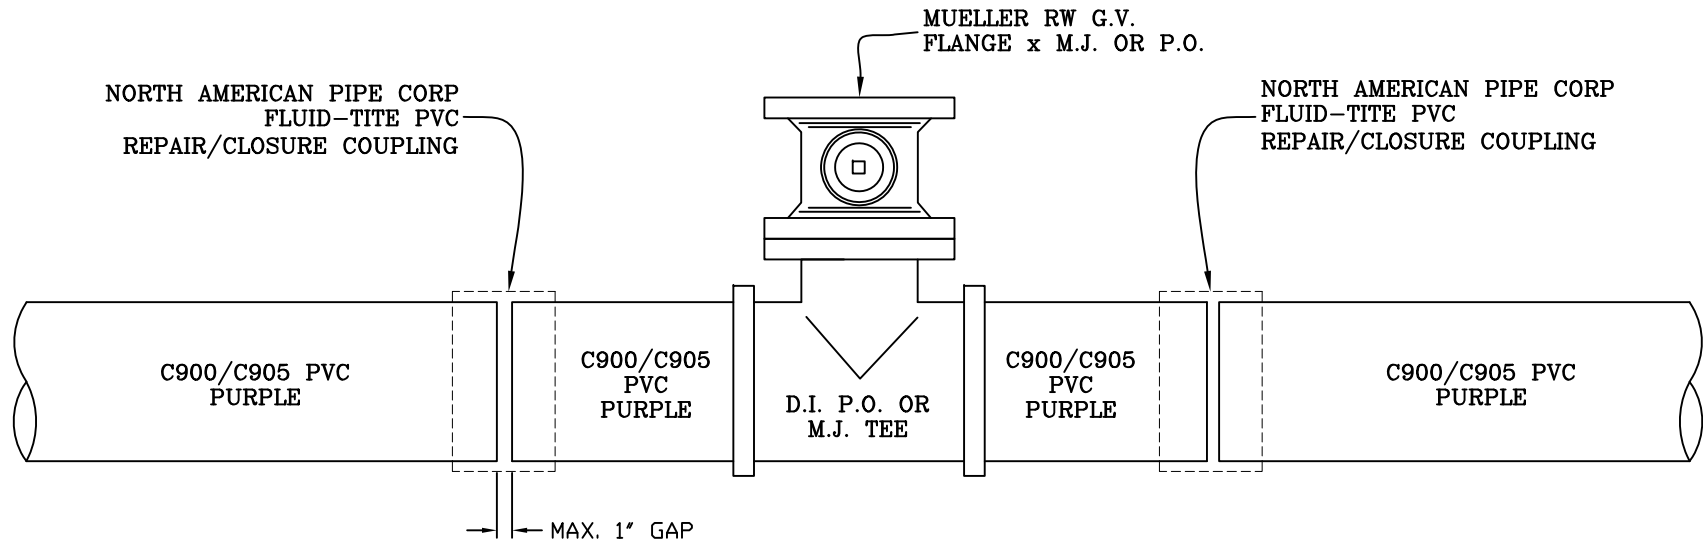 MUELLER RW G.V.
FLANGE x M.J. OR P.O.
NORTH AMERICAN PIPE CORP
FLUID-TITE PVC
REPAIR/CLOSURE COUPLING
NORTH AMERICAN PIPE CORP
FLUID-TITE PVC
REPAIR/CLOSURE COUPLING
C900/C905 PVC
PURPLE
C900/C905
PVC
PURPLE
D.I. P.O. OR
M.J. TEE
C900/C905
PVC
PURPLE
C900/C905 PVC
PURPLE
MAX. 1" GAP